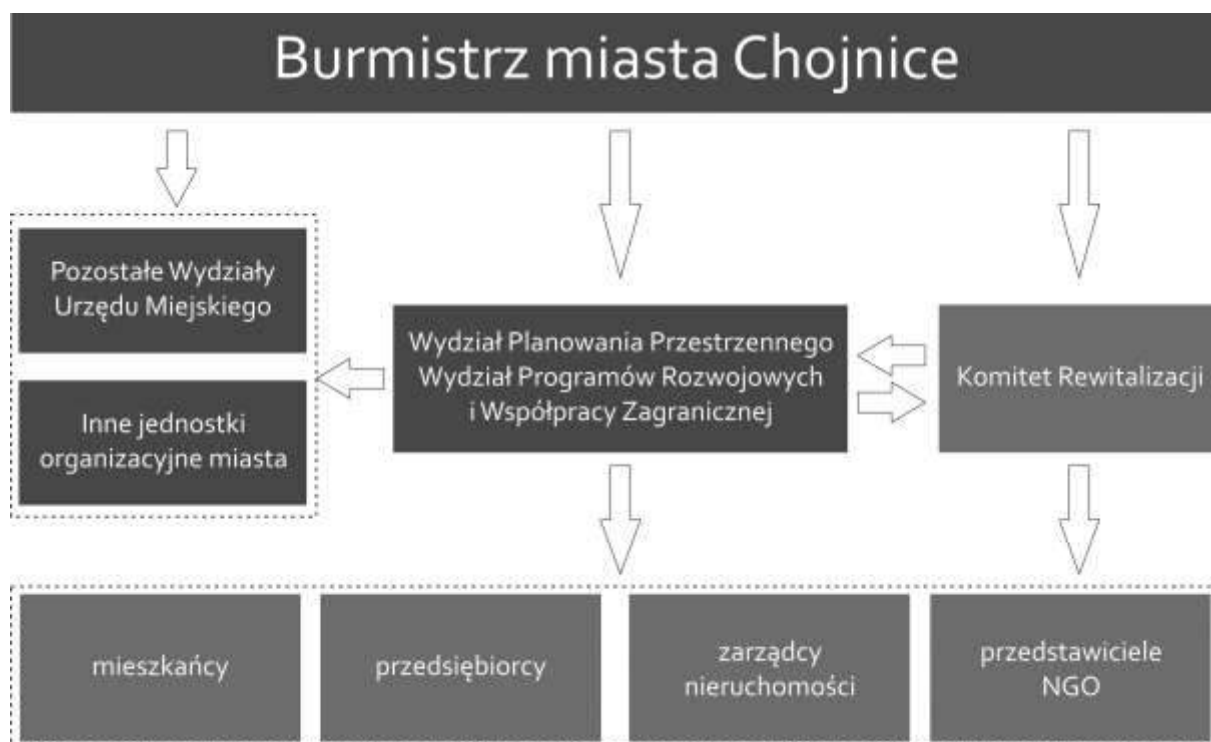 Burmistrz miasta Chojnice
Pozostałe Wydziały
Urzędu Miejskiego
Inne jednostki
organizacyjne miasta
Wydział Planowania Przestrzennego
Wydział Programów Rozwojowych
i Współpracy Zagranicznej
Komitet Rewitalizacji
mieszkańcy
przedsiębiorcy
zarządcy
nieruchomości
przedstawiciele
NGO